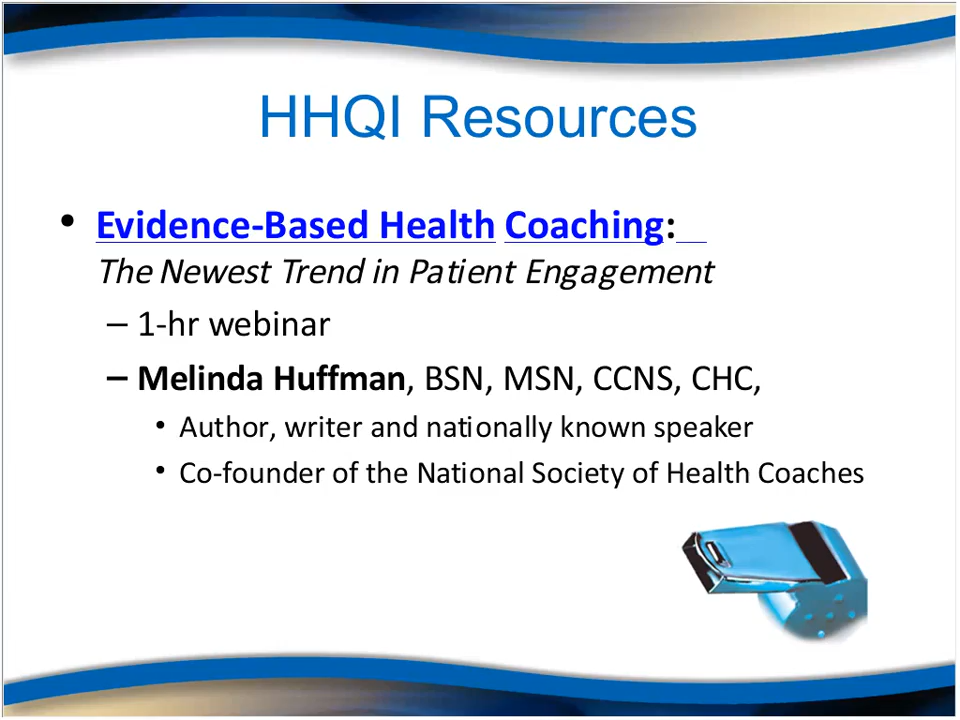 HHQI Resources
• Evidence-Based Health Coaching:
The Newest Trend in Patient Engagement
– 1-hr webinar
– Melinda Huffman, BSN, MSN, CCNS, CHC,
• Author, writer and nationally known speaker
• Co-founder of the National Society of Health Coaches